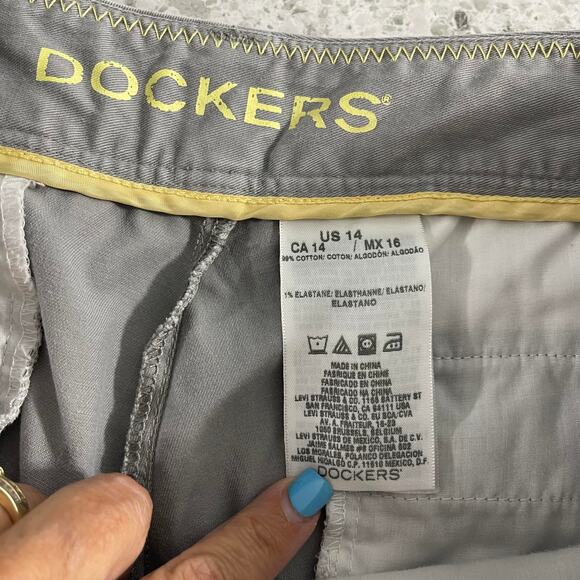 DOCKERS®
US 14
CA 14 / MX 16
99% COTTON/ COTON/ ALGODÓN/ ALGODÃO
1% ELASTANE/ ELASTHANNE/ ELASTANO/
ELASTANO
MADE IN CHINA
FABRIQUE EN CHINE
FABRICADO EN CHINA
FABRICADO NA CHINA
LEVI STRAUSS & CO. 1155 BATTERY ST
SAN FRANCISCO, CA 94111 USA
LEVI STRAUSS & CO. EU SCA/CVA
AV. A. FRAITEUR, 15-23
1050 BRUSSELS, BELGIUM
LEVI STRAUSS DE MEXICO, S.A. DE C.V.
JAIME BALMES #8 OFICINA 602
LOS MORALES, POLANCO DELEGACION
MIGUEL HIDALGO C.P. 11510 MEXICO, D.F.
DOCKERS®